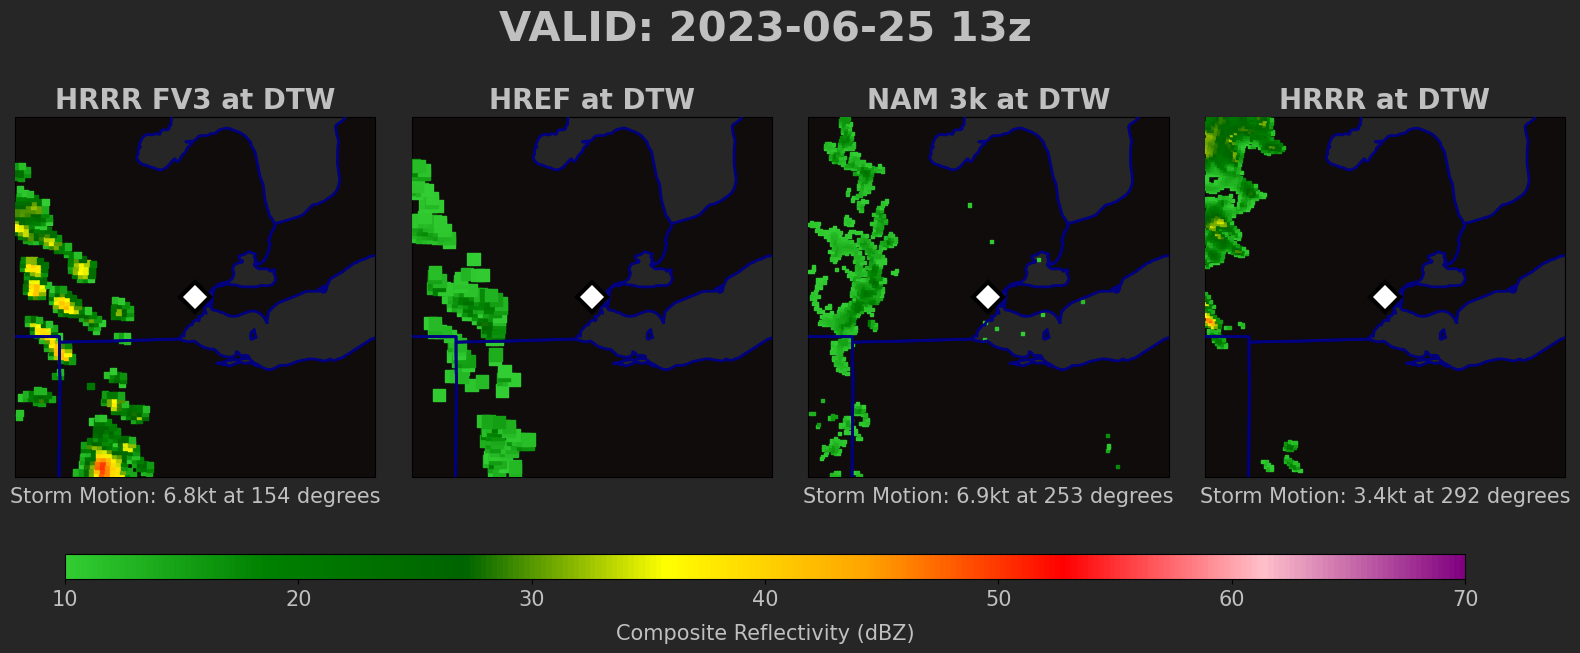 VALID: 2023-06-25 13z
HRRR FV3 at DTW
HREF at DTW
NAM 3k at DTW
HRRR at DTW
Storm Motion: 6.8kt at 154 degrees
Storm Motion: 6.9kt at 253 degrees
Storm Motion: 3.4kt at 292 degrees
10 20 30 40 50 60 70
Composite Reflectivity (dBZ)